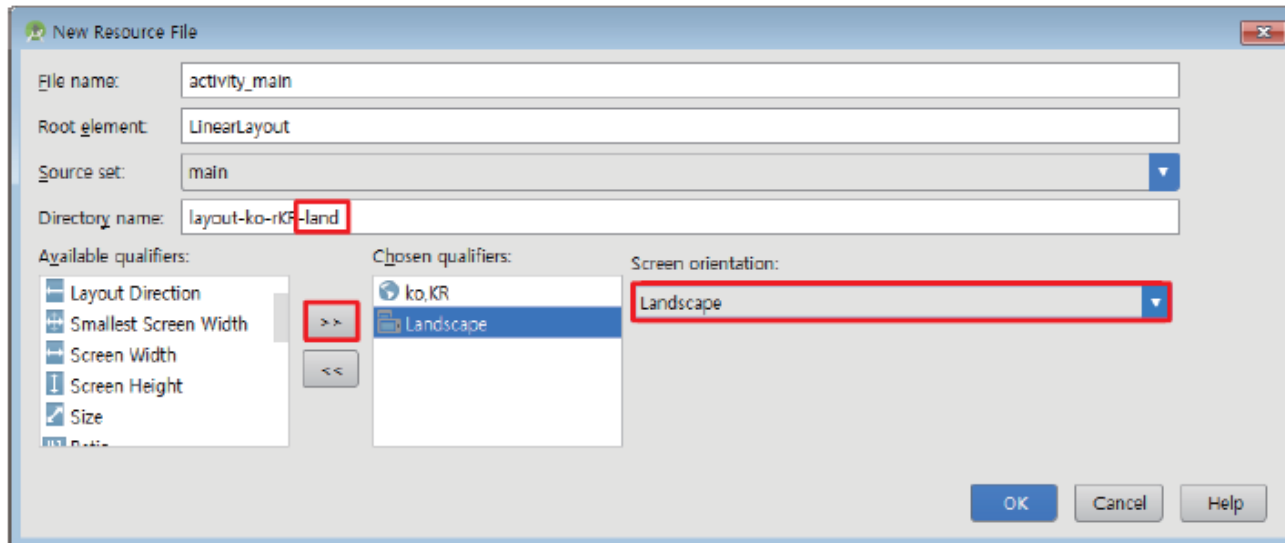 New Resource File
File name: activity_main
Root element: LinearLayout
Source set: main
Directory name: layout-ko-rKR-land
Available qualifiers:
Chosen qualifiers:
Screen orientation:
Layout Direction
Smallest Screen Width
Screen Width
Screen Height
Size
Ratio
>>
<<
ko,KR
Landscape
Landscape
OK Cancel Help